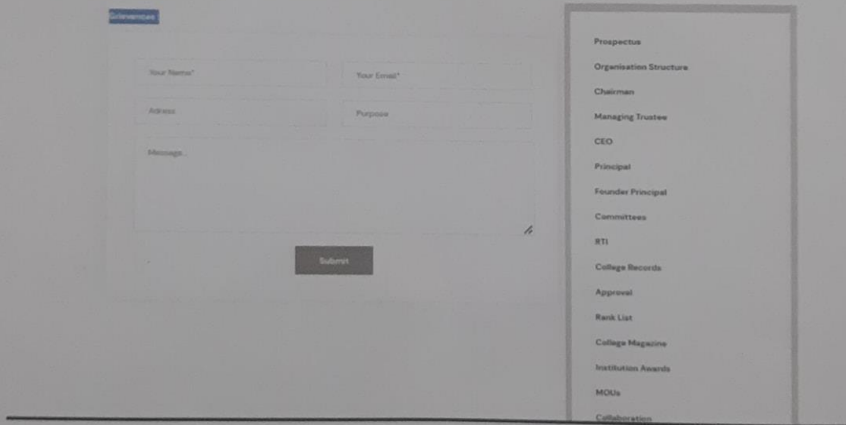 Grievances
Your Name*
Your Email*
Adress
Purpose
Message...
Submit
Prospectus
Organisation Structure
Chairman
Managing Trustee
CEO
Principal
Founder Principal
Committees
RTI
College Records
Approval
Rank List
College Magazine
Institution Awards
MOUs
Collaboration